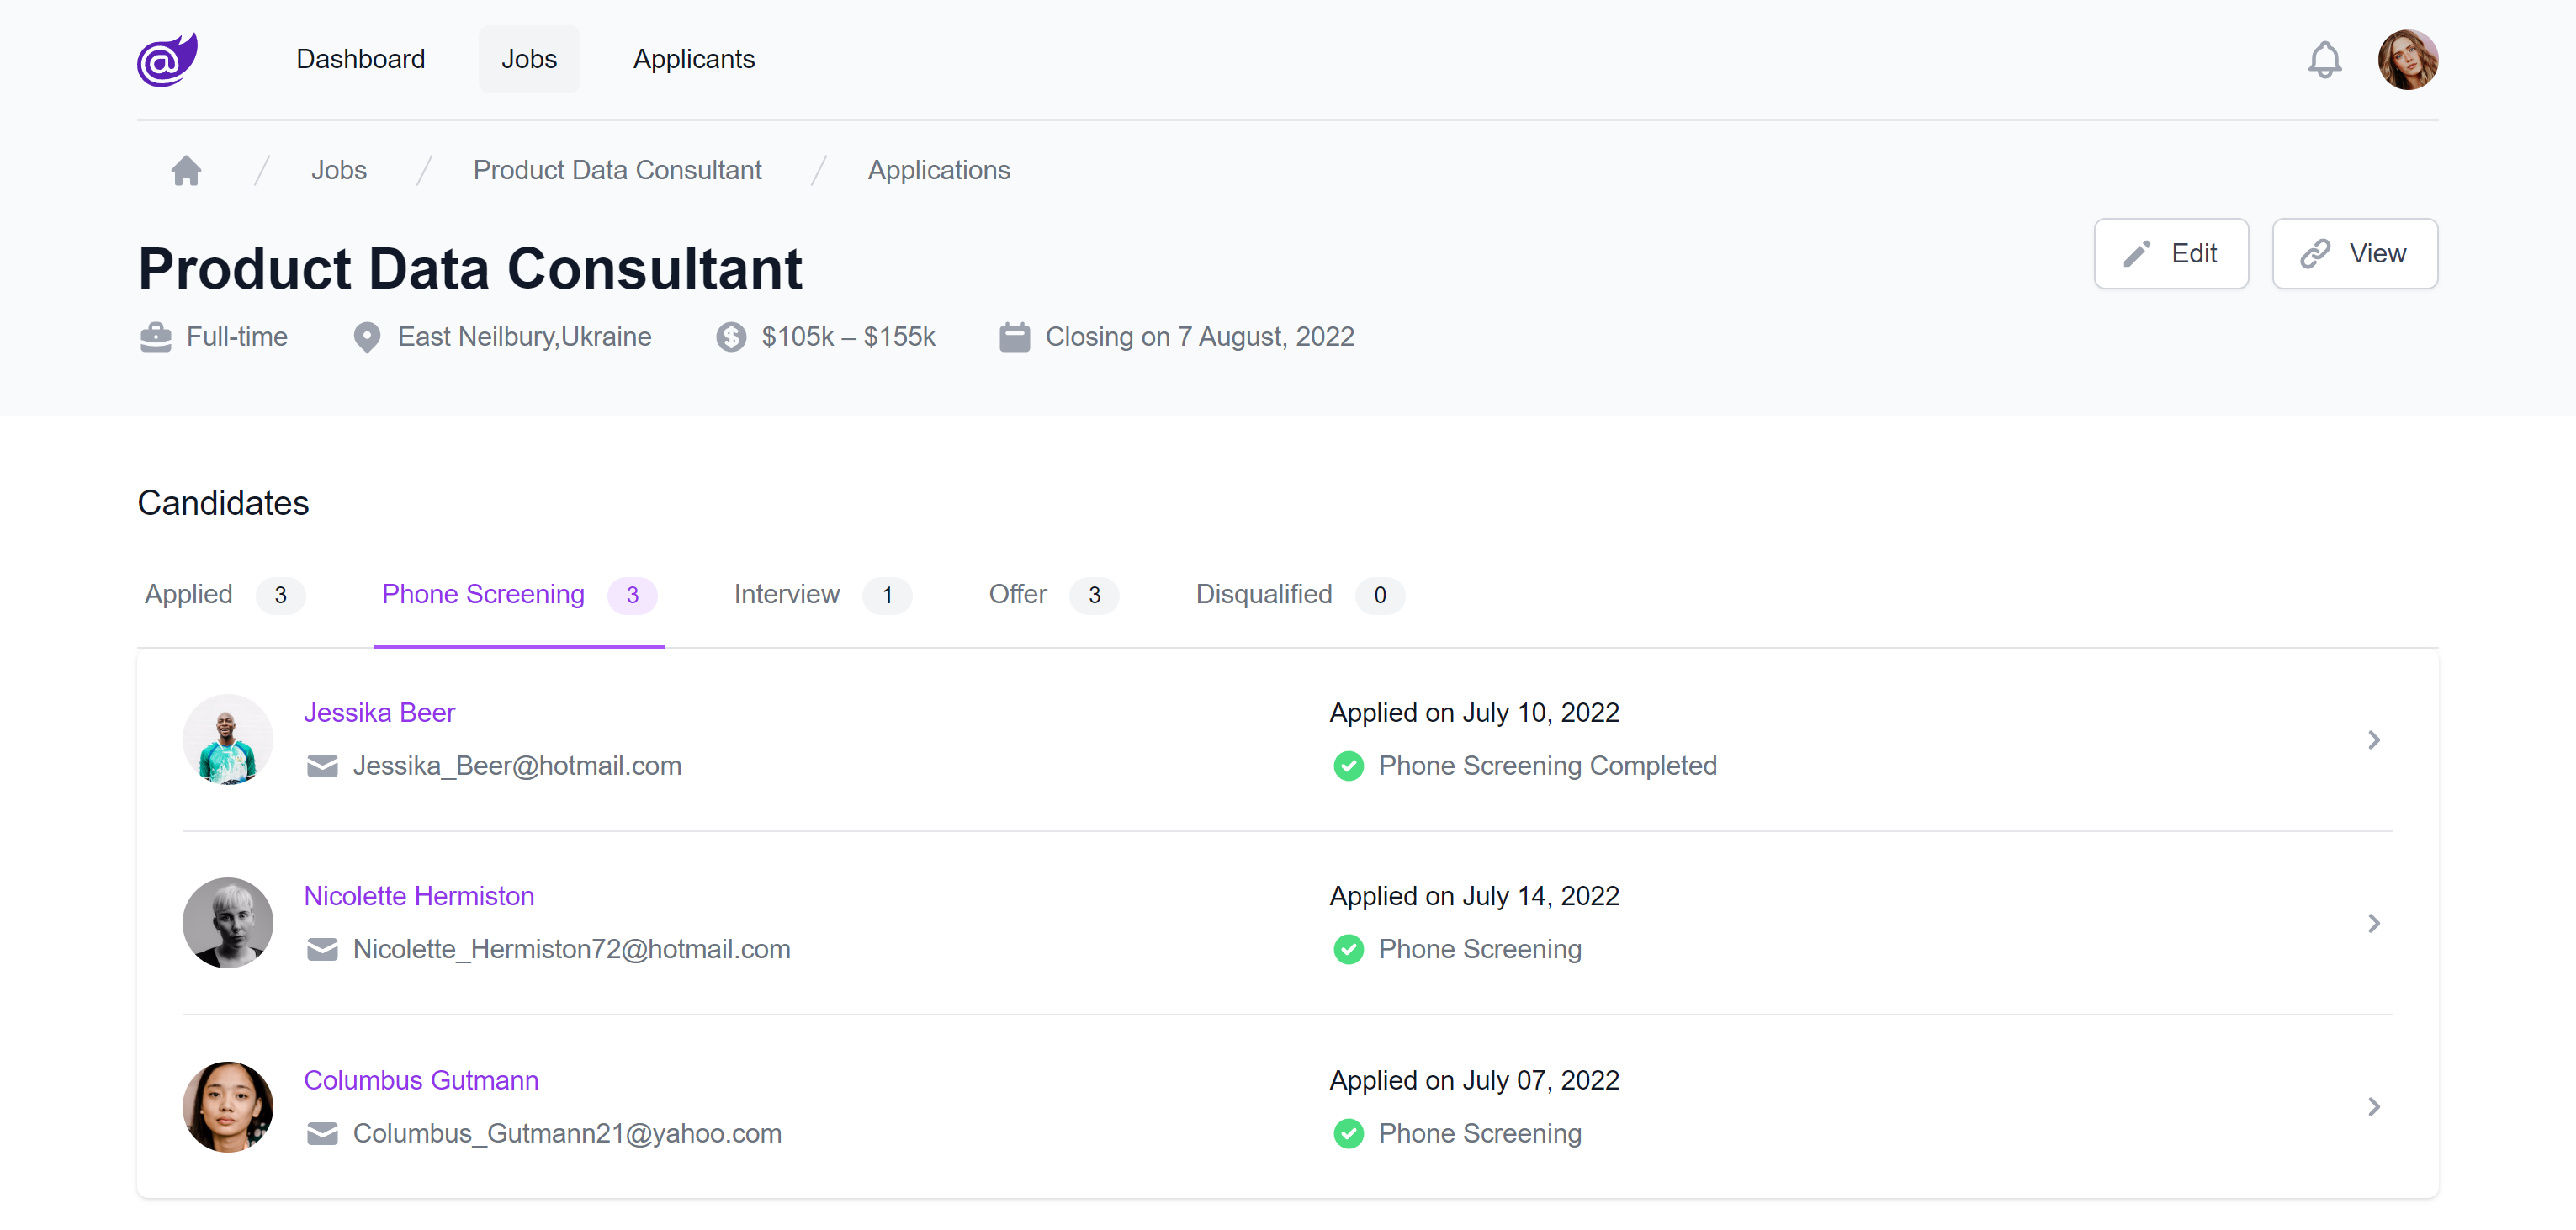 Dashboard Jobs Applicants
Jobs / Product Data Consultant / Applications
Product Data Consultant
Edit View
Full-time East Neilbury,Ukraine $105k – $155k Closing on 7 August, 2022
Candidates
Applied 3 Phone Screening 3 Interview 1 Offer 3 Disqualified 0
Jessika Beer Applied on July 10, 2022
Jessika_Beer@hotmail.com Phone Screening Completed
Nicolette Hermiston Applied on July 14, 2022
Nicolette_Hermiston72@hotmail.com Phone Screening
Columbus Gutmann Applied on July 07, 2022
Columbus_Gutmann21@yahoo.com Phone Screening